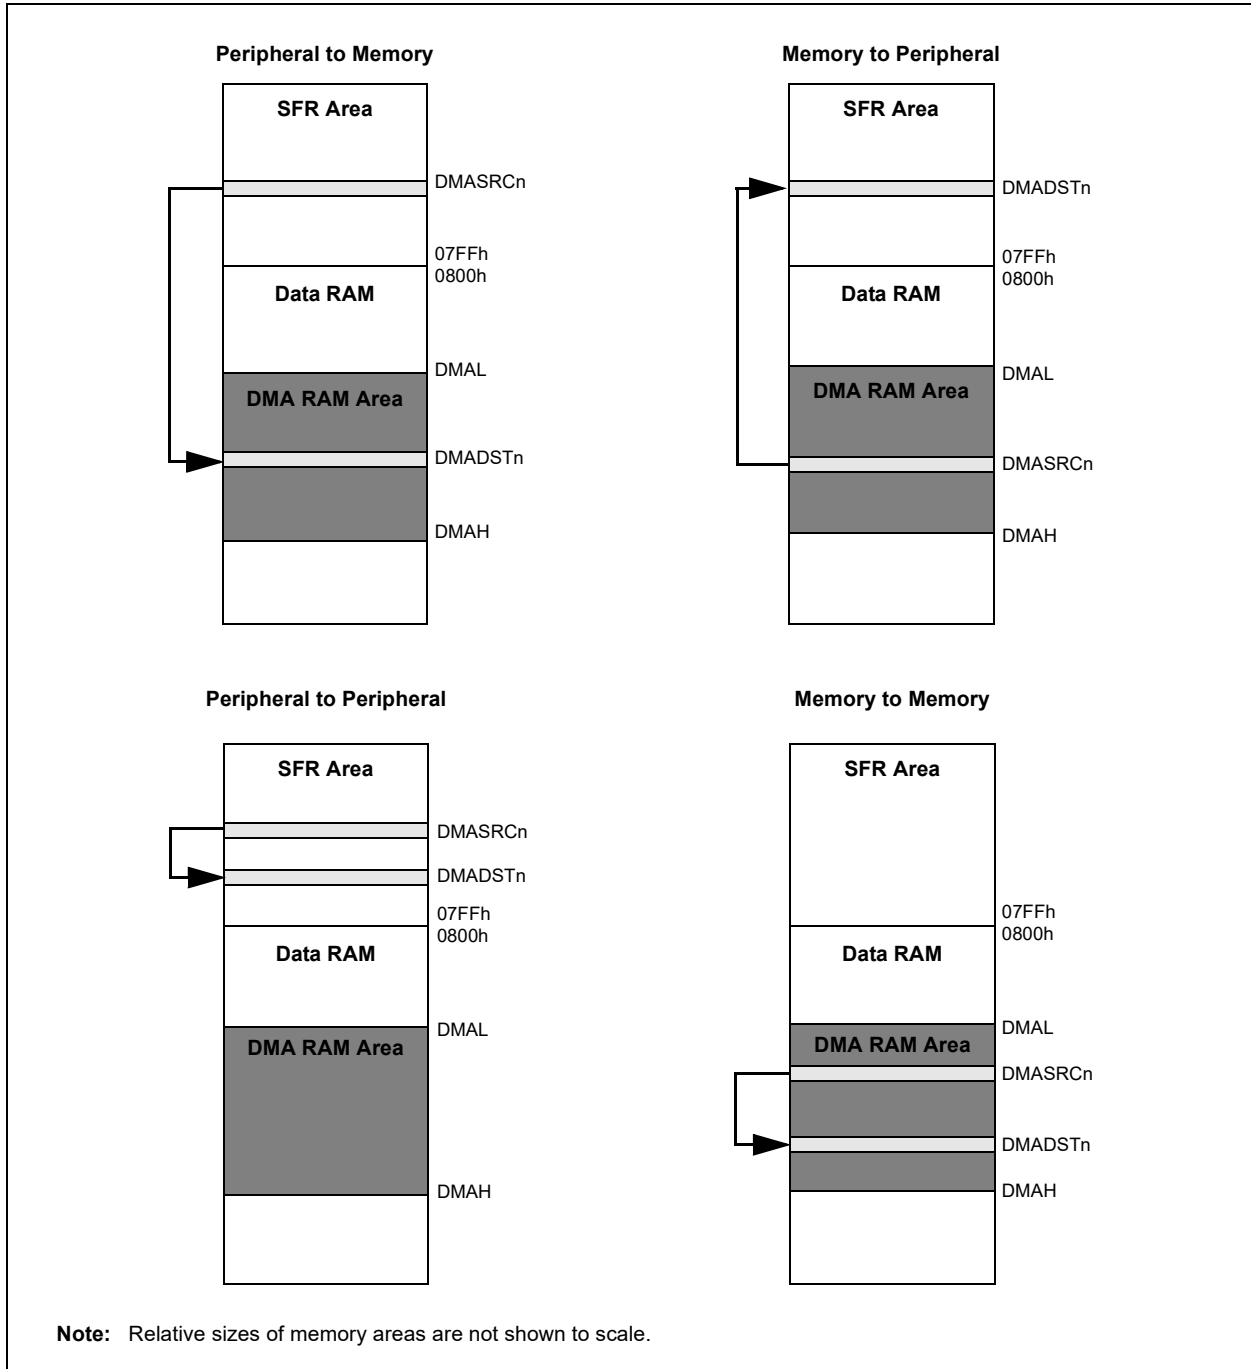 Peripheral to Memory
SFR Area
DMASRCn
07FFh
0800h
Data RAM
DMAL
DMA RAM Area
DMADSTn
DMAH
Memory to Peripheral
SFR Area
DMADSTn
07FFh
0800h
Data RAM
DMAL
DMA RAM Area
DMASRCn
DMAH
Peripheral to Peripheral
SFR Area
DMASRCn
DMADSTn
07FFh
0800h
Data RAM
DMAL
DMA RAM Area
DMAH
Memory to Memory
SFR Area
07FFh
0800h
Data RAM
DMAL
DMA RAM Area
DMASRCn
DMADSTn
DMAH
Note: Relative sizes of memory areas are not shown to scale.